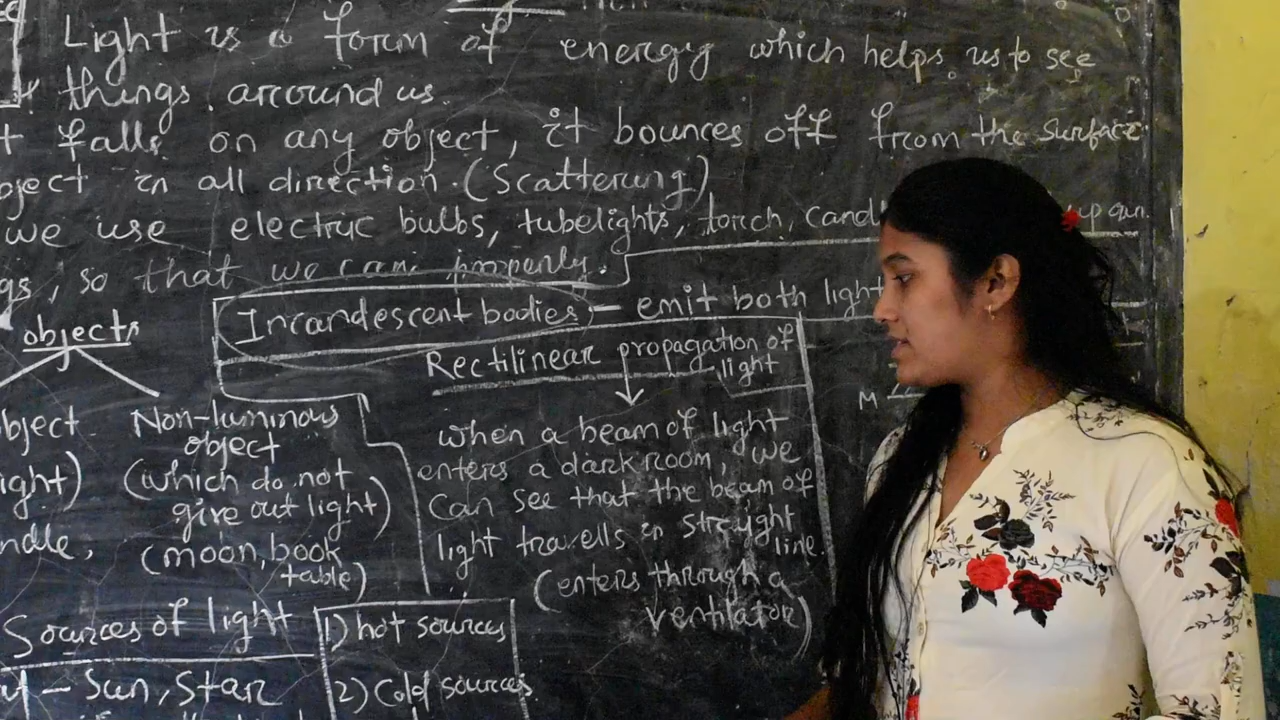 Light is a form of energy which helps us to see
things around us.
falls on any object, it bounces off from the surface
in all direction. (Scattering)
we use electric bulbs, tubelights, torch, cand
so that we can properly.
Incandescent bodies - emit both light
objects
Rectilinear propagation of
light
M
Non-luminous
object
(which do not
give out light)
(moon, book
table)
when a beam of light
enters a dark room, we
can see that the beam of
light travells in straight
line.
(enters through a
ventilator)
Sources of light
1) hot sources
2) Cold sources
- Sun, Star